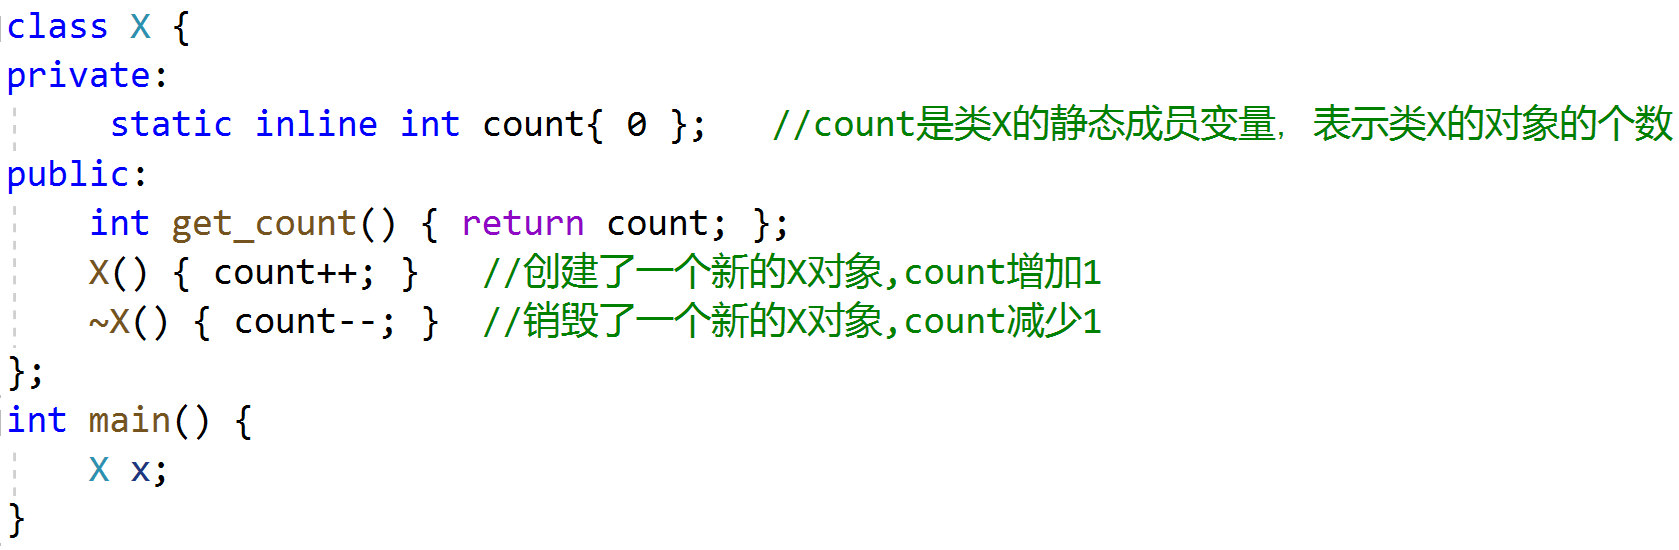 class X {
private:
     static inline int count{ 0 };   //count是类X的静态成员变量，表示类X的对象的个数
public:
    int get_count() { return count; };
    X() { count++; }   //创建了一个新的X对象,count增加1
    ~X() { count--; }  //销毁了一个新的X对象,count减少1
};
int main() {
    X x;
}